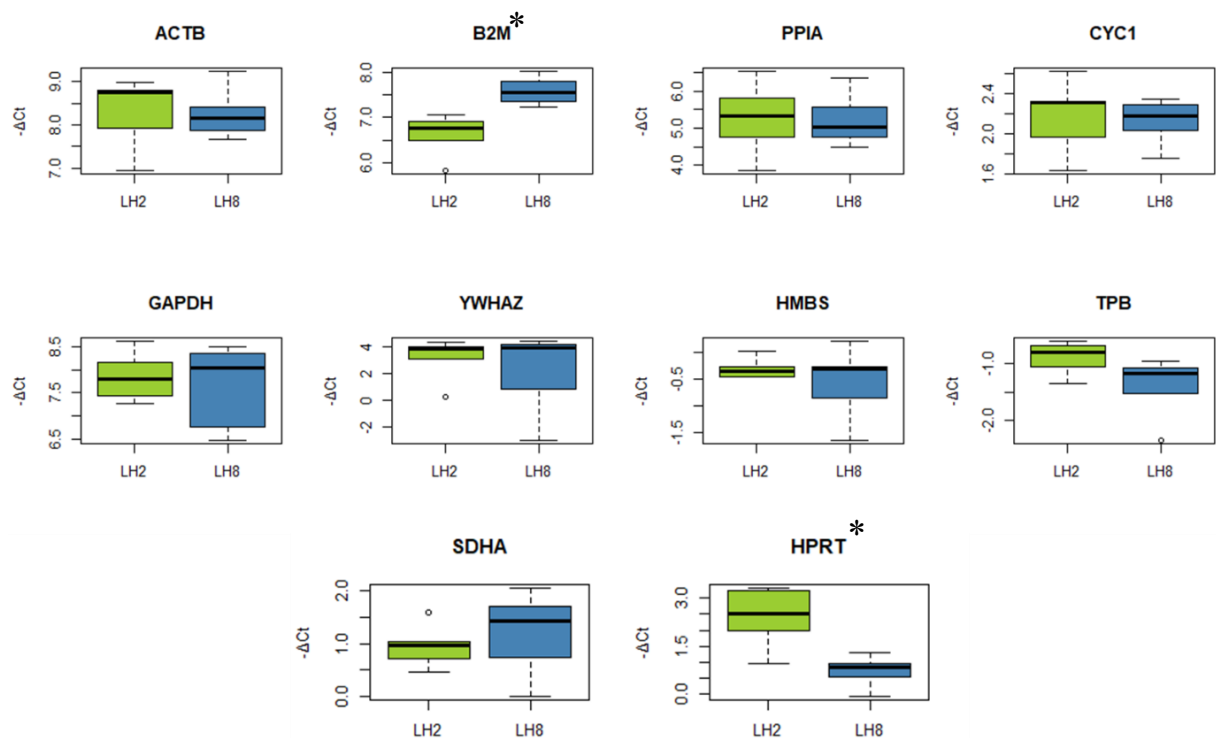 ACTB
-ΔCt
9.0
8.0
7.0
LH2 LH8
B2M*
-ΔCt
8.0
7.0
6.0
LH2 LH8
PPIA
-ΔCt
6.0
5.0
4.0
LH2 LH8
CYC1
-ΔCt
2.4
2.0
1.6
LH2 LH8
GAPDH
-ΔCt
8.5
7.5
6.5
LH2 LH8
YWHAZ
-ΔCt
4
2
0
-2
LH2 LH8
HMBS
-ΔCt
-0.5
-1.5
LH2 LH8
TPB
-ΔCt
-1.0
-2.0
LH2 LH8
SDHA
-ΔCt
2.0
1.0
0.0
LH2 LH8
HPRT*
-ΔCt
3.0
1.5
0.0
LH2 LH8